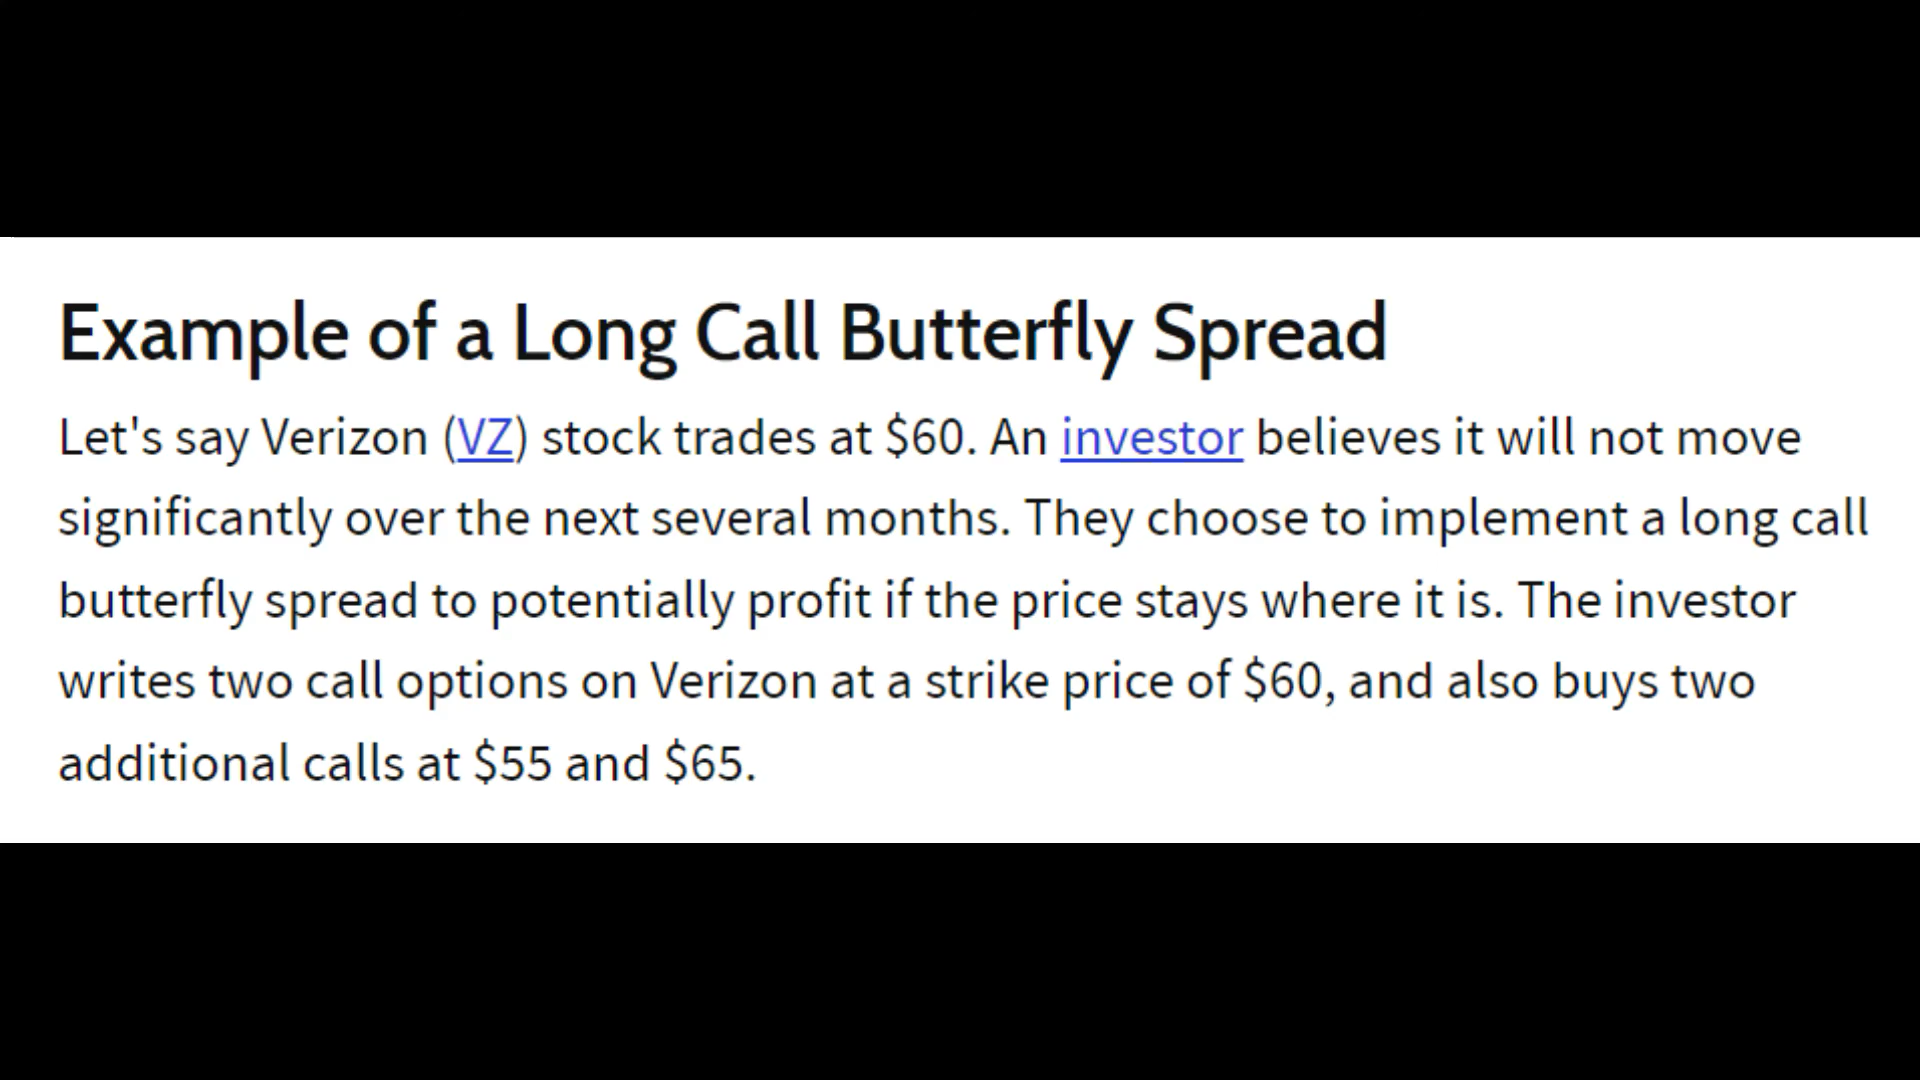 Example of a Long Call Butterfly Spread
Let's say Verizon (VZ) stock trades at $60. An investor believes it will not move
significantly over the next several months. They choose to implement a long call
butterfly spread to potentially profit if the price stays where it is. The investor
writes two call options on Verizon at a strike price of $60, and also buys two
additional calls at $55 and $65.